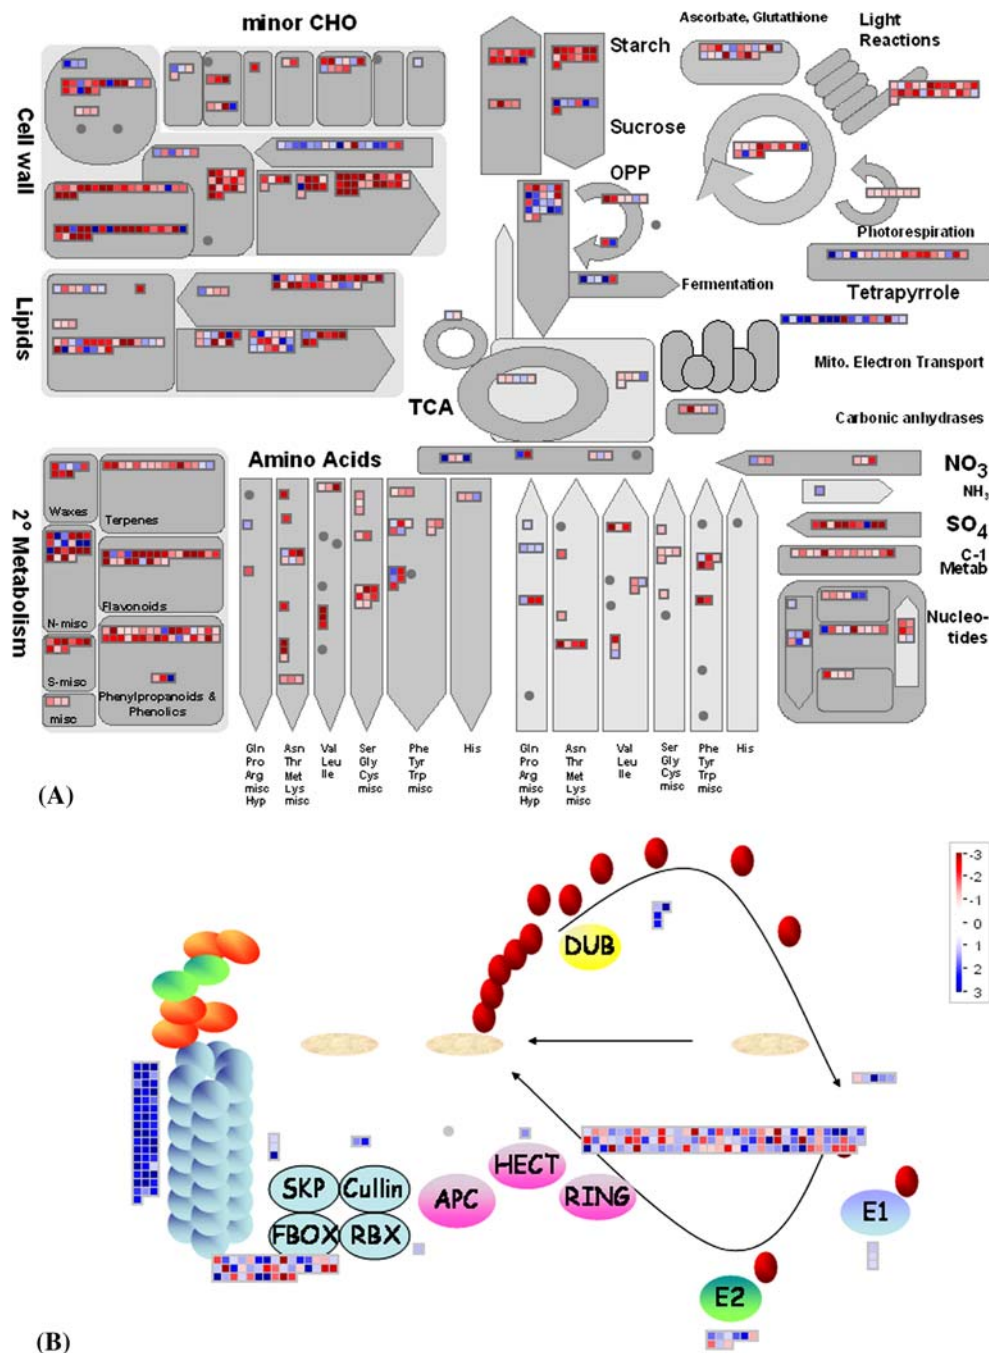 minor CHO
Ascorbate, Glutathione
Light
Reactions
Starch
Sucrose
Cell wall
OPP
Photorespiration
Fermentation
Tetrapyrrole
Lipids
Mito. Electron Transport
TCA
Carbonic anhydrases
Amino Acids
NO3
NH3
SO4
C-1
Metab
Nucleo-
tides
2° Metabolism
Waxes
Terpenes
Flavonoids
N-misc
S-misc
Phenylpropanoids &
Phenolics
misc
Gln
Pro
Arg
misc
Hyp
Asn
Thr
Met
Lys
misc
Val
Leu
Ile
Ser
Gly
Cys
misc
Phe
Tyr
Trp
misc
His
Gln
Pro
Arg
misc
Hyp
Asn
Thr
Met
Lys
misc
Val
Leu
Ile
Ser
Gly
Cys
misc
Phe
Tyr
Trp
misc
His
(A)
-3
-2
-1
0
1
2
3
DUB
SKP
Cullin
FBOX
RBX
APC
HECT
RING
E1
E2
(B)